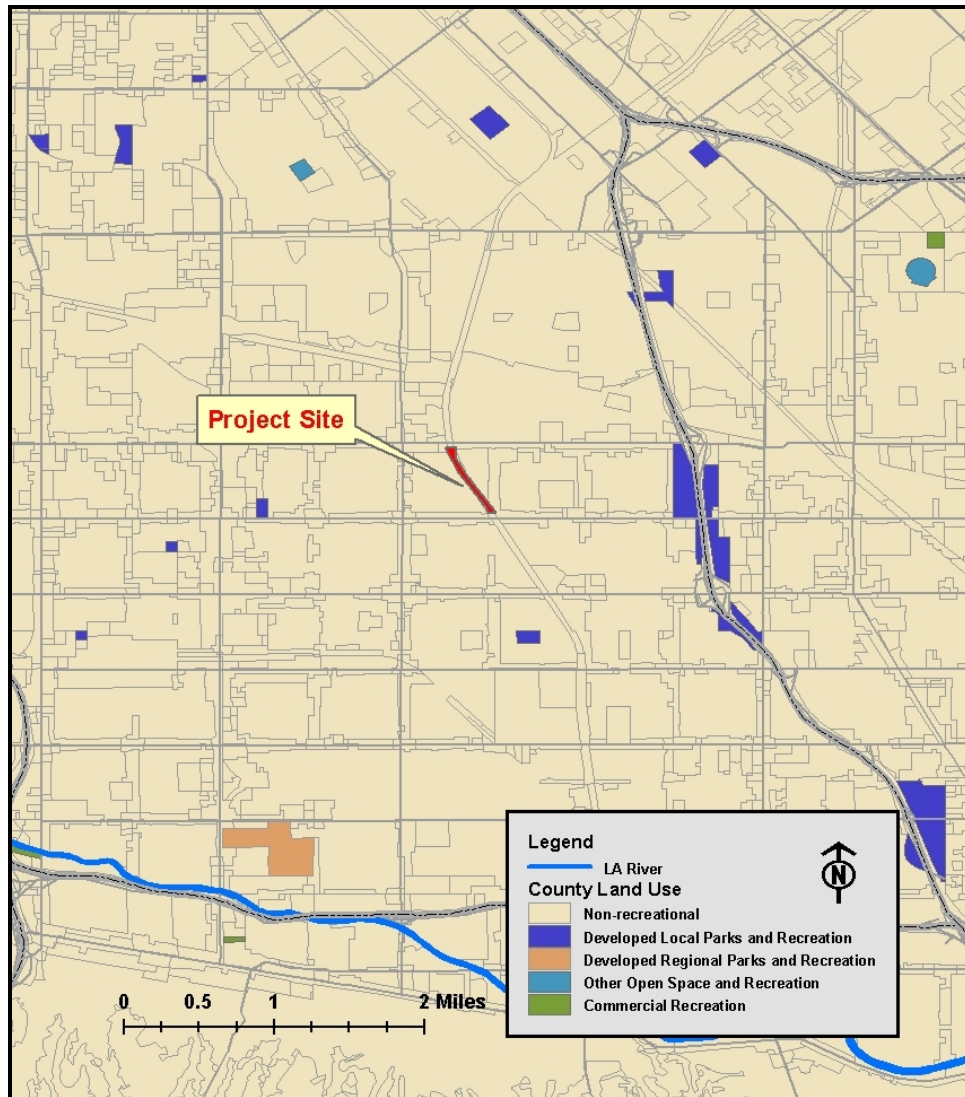 Project Site
Legend
LA River
County Land Use
Non-recreational
Developed Local Parks and Recreation
Developed Regional Parks and Recreation
Other Open Space and Recreation
Commercial Recreation
N
0 0.5 1 2 Miles